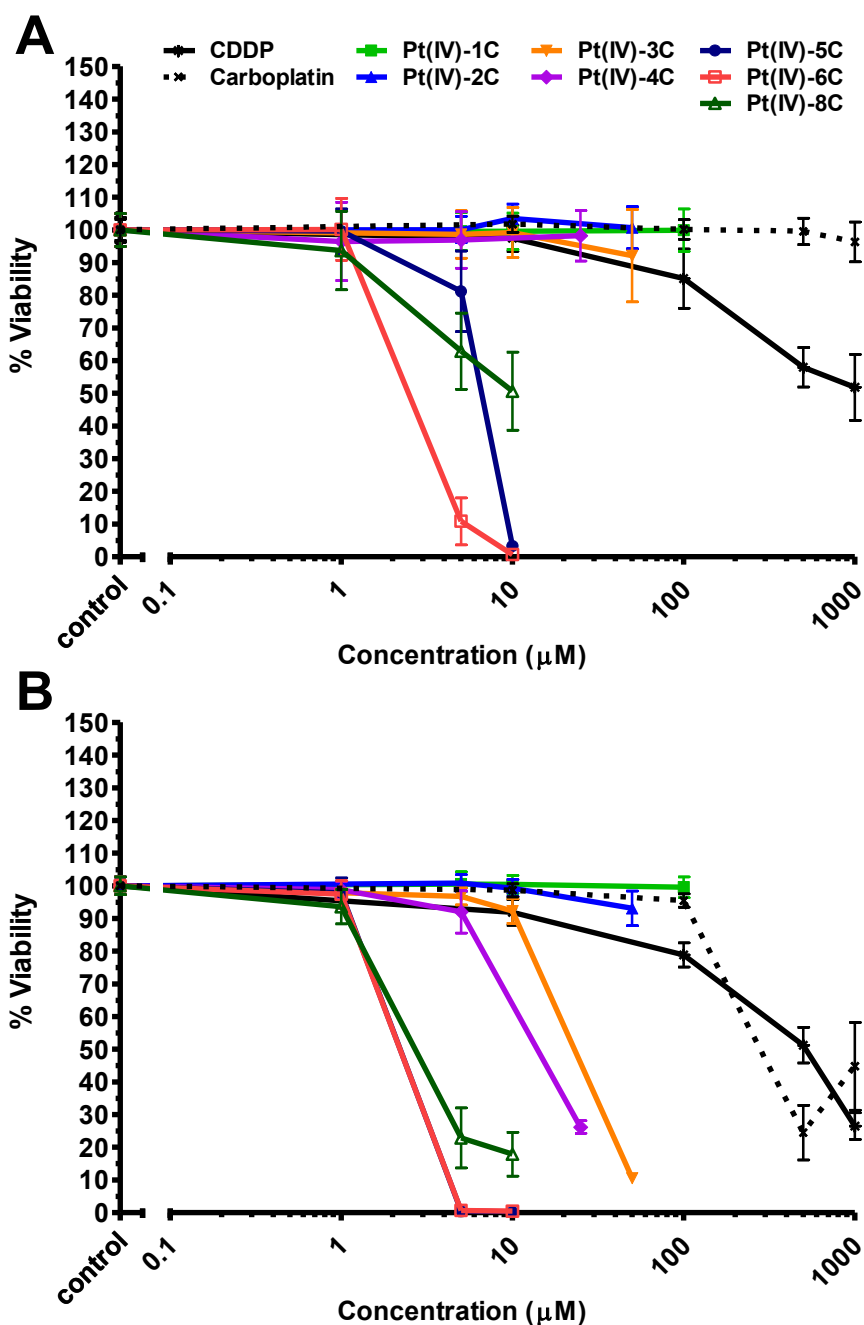 A
CDDP Pt(IV)-1C Pt(IV)-3C Pt(IV)-5C
Carboplatin Pt(IV)-2C Pt(IV)-4C Pt(IV)-6C
Pt(IV)-8C
150
140
130
120
110
100
90
80
70
60
50
40
30
20
10
0
% Viability
control 0.1 1 10 100 1000
Concentration (μM)
B
150
140
130
120
110
100
90
80
70
60
50
40
30
20
10
0
% Viability
control 0.1 1 10 100 1000
Concentration (μM)